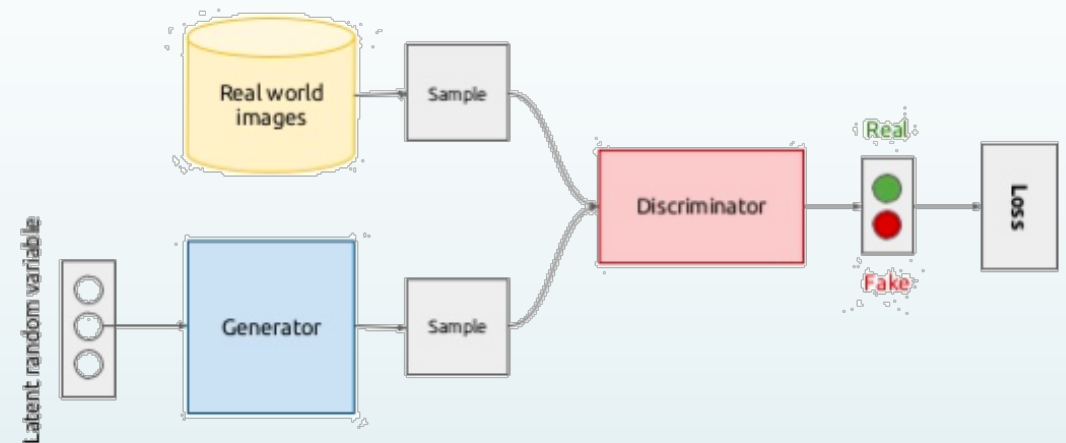 Real world
images
Sample
Real
Discriminator
Loss
Fake
Latent random variable
Generator
Sample